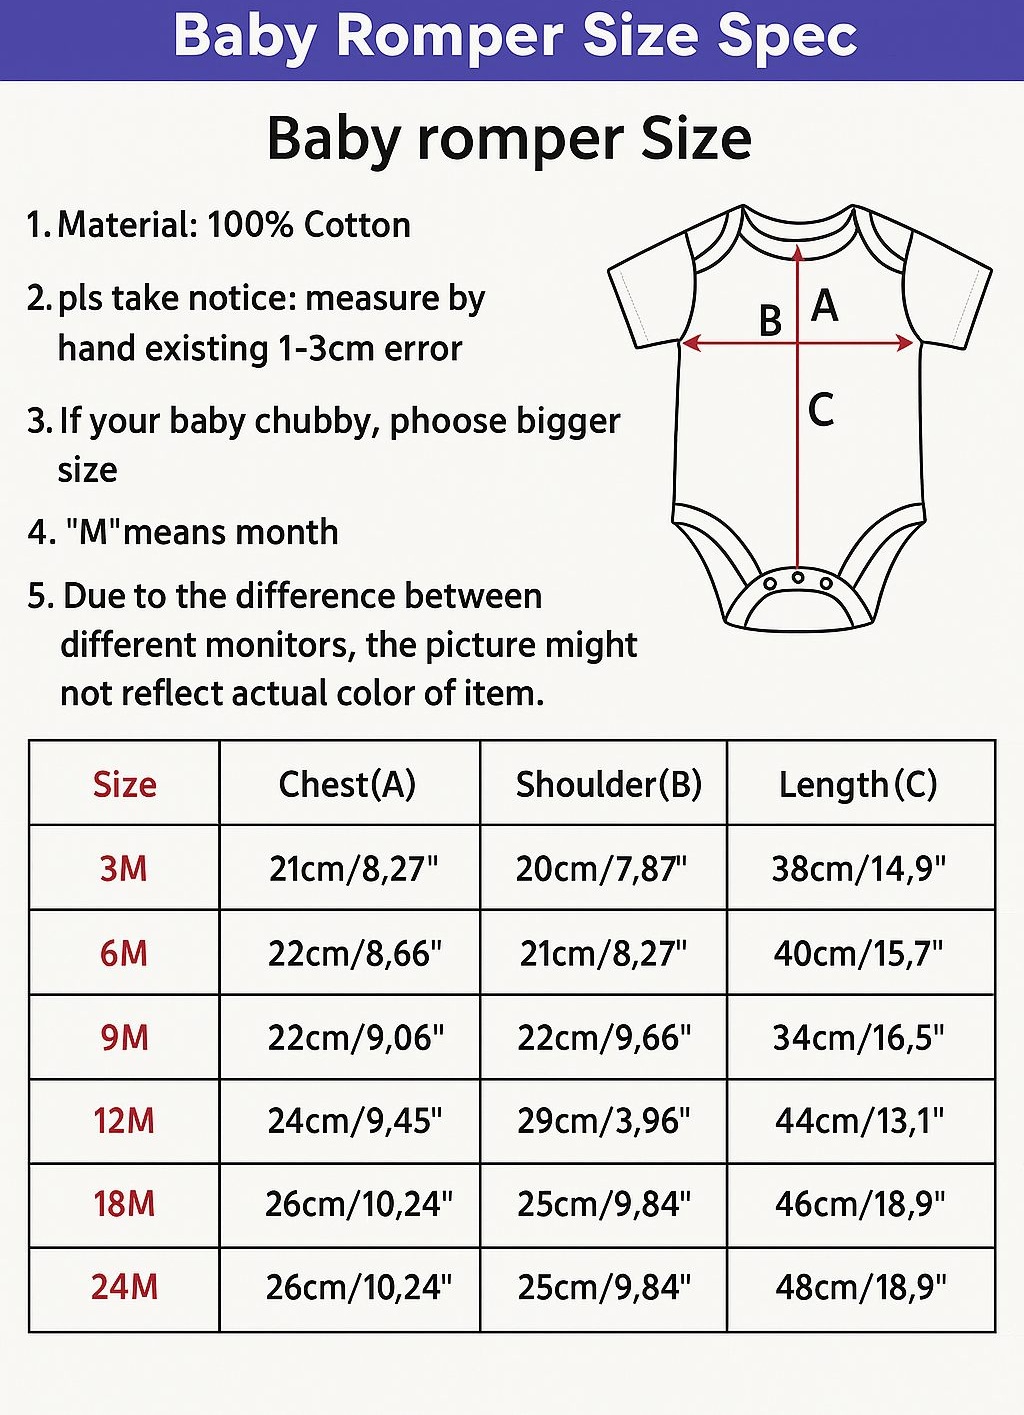 Baby Romper Size Spec
Baby romper Size
1. Material: 100% Cotton
2. pls take notice: measure by
hand existing 1-3cm error
3. If your baby chubby, phoose bigger
size
4. "M"means month
5. Due to the difference between
different monitors, the picture might
not reflect actual color of item.
B A
C
Size Chest(A) Shoulder(B) Length(C)
3M 21cm/8,27" 20cm/7,87" 38cm/14,9"
6M 22cm/8,66" 21cm/8,27" 40cm/15,7"
9M 22cm/9,06" 22cm/9,66" 34cm/16,5"
12M 24cm/9,45" 29cm/3,96" 44cm/13,1"
18M 26cm/10,24" 25cm/9,84" 46cm/18,9"
24M 26cm/10,24" 25cm/9,84" 48cm/18,9"